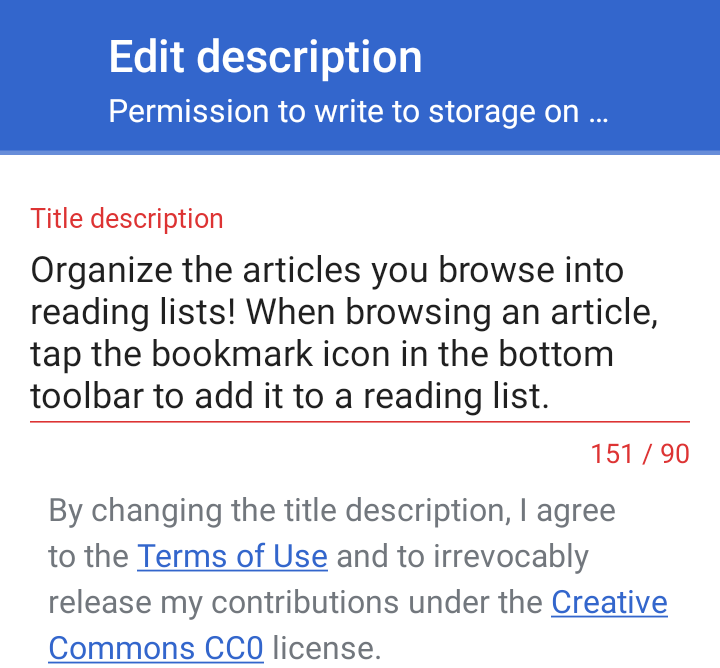 Edit description
Permission to write to storage on ...
Title description
Organize the articles you browse into
reading lists! When browsing an article,
tap the bookmark icon in the bottom
toolbar to add it to a reading list.
151 / 90
By changing the title description, I agree
to the Terms of Use and to irrevocably
release my contributions under the Creative
Commons CC0 license.